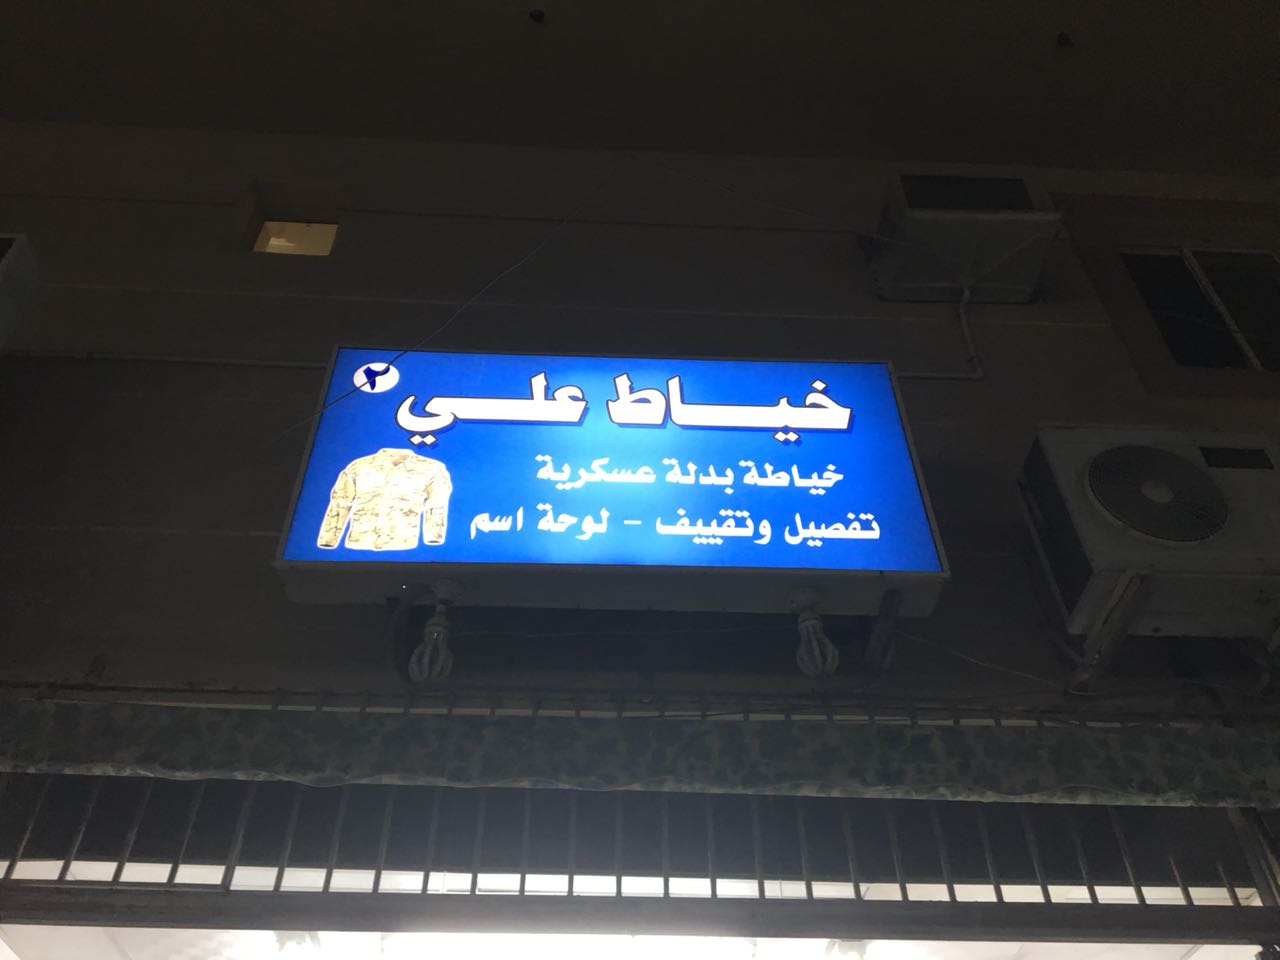 خياط علي ٢
خياطة بدلة عسكرية
تفصيل وتقييف - لوحة اسم